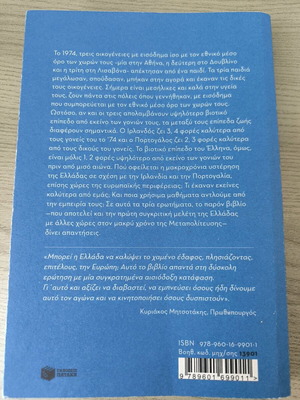 Το 1974, τρεις οικογένειες με εισόδημα ίσο με τον εθνικό μέσο
όρο των χωρών τους –μία στην Αθήνα, η δεύτερη στο Δουβλίνο
και η τρίτη στη Λισαβόνα– απέκτησαν από ένα παιδί. Τα τρία παιδιά
μεγάλωσαν, σπούδασαν, μπήκαν στην αγορά και έκαναν τις δικές
τους οικογένειες. Σήμερα είναι μεσήλικες και καλά στην υγεία
τους, ζουν πάντα στις πόλεις όπου γεννήθηκαν, με εισόδημα
που συμπορεύεται με τον εθνικό μέσο όρο των χωρών τους.
Ωστόσο, αν και οι τρεις απολαμβάνουν υψηλότερο βιοτικό
επίπεδο από εκείνο των γονιών τους, τα μεταξύ τους επίπεδα ζωής
διαφέρουν σημαντικά. Ο Ιρλανδός ζει 3, 4 φορές καλύτερα από
τους γονείς του το '74 και ο Πορτογάλος 2, 3 φορές καλύτερα
από τους δικούς του γονείς. Το βιοτικό επίπεδο του Έλληνα, όμως,
είναι μόλις 1, 2 φορές υψηλότερο από εκείνο των γονιών του
πριν από μισό αιώνα. Πού οφείλεται η μακροχρόνια υστέρηση
της Ελλάδας σε σχέση με την Ιρλανδία και την Πορτογαλία,
επίσης χώρες της ευρωπαϊκής περιφέρειας; Τι έκαναν εκείνες
καλύτερα από εμάς; Και ποια χρήσιμα μαθήματα αντλούμε από
την εμπειρία τους; Σε αυτά τα τρία ερωτήματα, το παρόν βιβλίο
–που αποτελεί και την πρώτη συγκριτική μελέτη της Ελλάδας
με άλλες χώρες στον μακρύ χρόνο της Μεταπολίτευσης–
δίνει απαντήσεις.
«Μπορεί η Ελλάδα να καλύψει το χαμένο έδαφος, πλησιάζοντας,
επιτέλους, την Ευρώπη; Αυτό το βιβλίο απαντά στη δύσκολη
ερώτηση με μία συγκρατημένα αισιόδοξη κατάφαση.
Γι' αυτό και αξίζει να διαβαστεί, να εμπνεύσει όσους ήδη δίνουμε
αυτό τον αγώνα και να κινητοποιήσει όσους δυσπιστούν».
Κυριάκος Μητσοτάκης, Πρωθυπουργός
ISBN 978-960-16-9901-1
Βοηθ. κωδ. μηχ/σης 13901
9 789601 699011
ΕΚΔΟΣΕΙΣ
ΠΑΤΑΚΗ